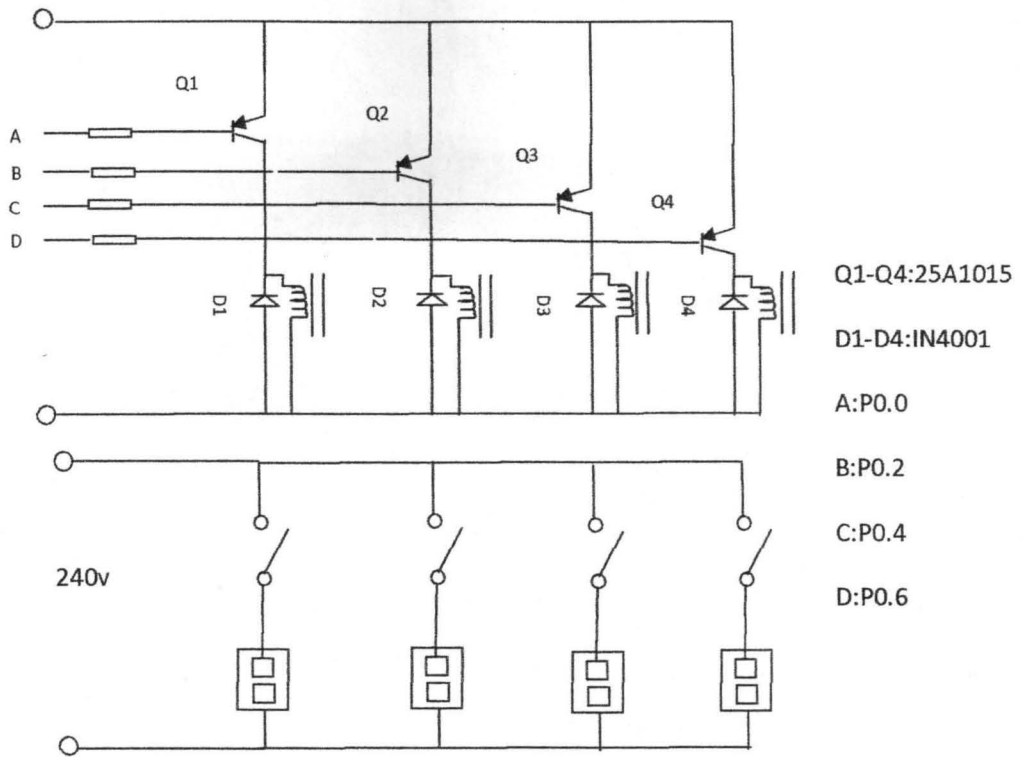 Q1
Q2
Q3
Q4
A
B
C
D
D1
D2
D3
D4
Q1-Q4:25A1015
D1-D4:IN4001
A:P0.0
B:P0.2
C:P0.4
D:P0.6
240v